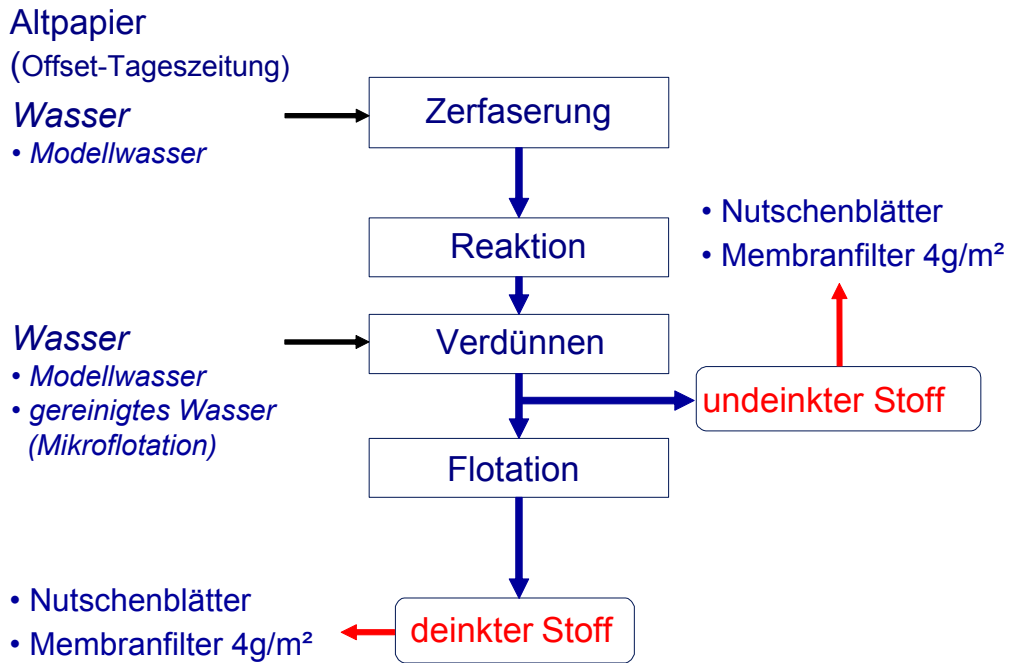 Altpapier
(Offset-Tageszeitung)
Wasser
• Modellwasser
Zerfaserung
Reaktion
• Nutschenblätter
• Membranfilter 4g/m²
Wasser
• Modellwasser
• gereinigtes Wasser
(Mikroflotation)
Verdünnen
undeinkter Stoff
Flotation
• Nutschenblätter
• Membranfilter 4g/m²
deinkter Stoff